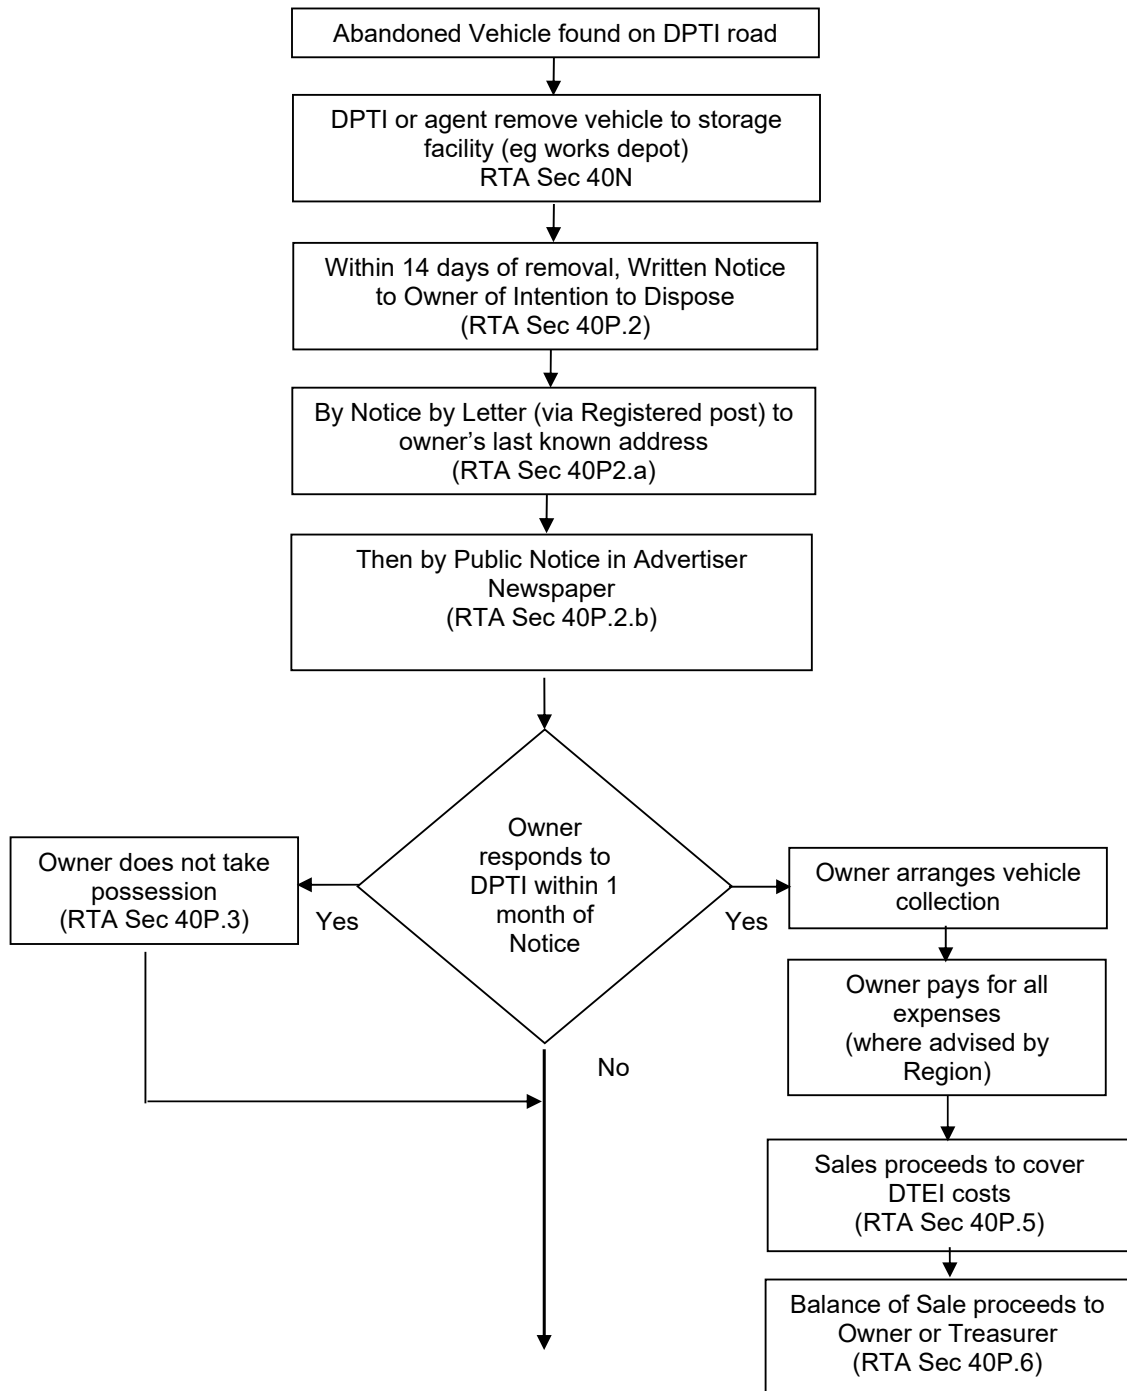 Abandoned Vehicle found on DPTI road
DPTI or agent remove vehicle to storage
facility (eg works depot)
RTA Sec 40N
Within 14 days of removal, Written Notice
to Owner of Intention to Dispose
(RTA Sec 40P.2)
By Notice by Letter (via Registered post) to
owner’s last known address
(RTA Sec 40P2.a)
Then by Public Notice in Advertiser
Newspaper
(RTA Sec 40P.2.b)
Owner
responds to
DPTI within 1
month of
Notice
Owner does not take
possession
(RTA Sec 40P.3)
Yes
Yes
No
Owner arranges vehicle
collection
Owner pays for all
expenses
(where advised by
Region)
Sales proceeds to cover
DTEI costs
(RTA Sec 40P.5)
Balance of Sale proceeds to
Owner or Treasurer
(RTA Sec 40P.6)